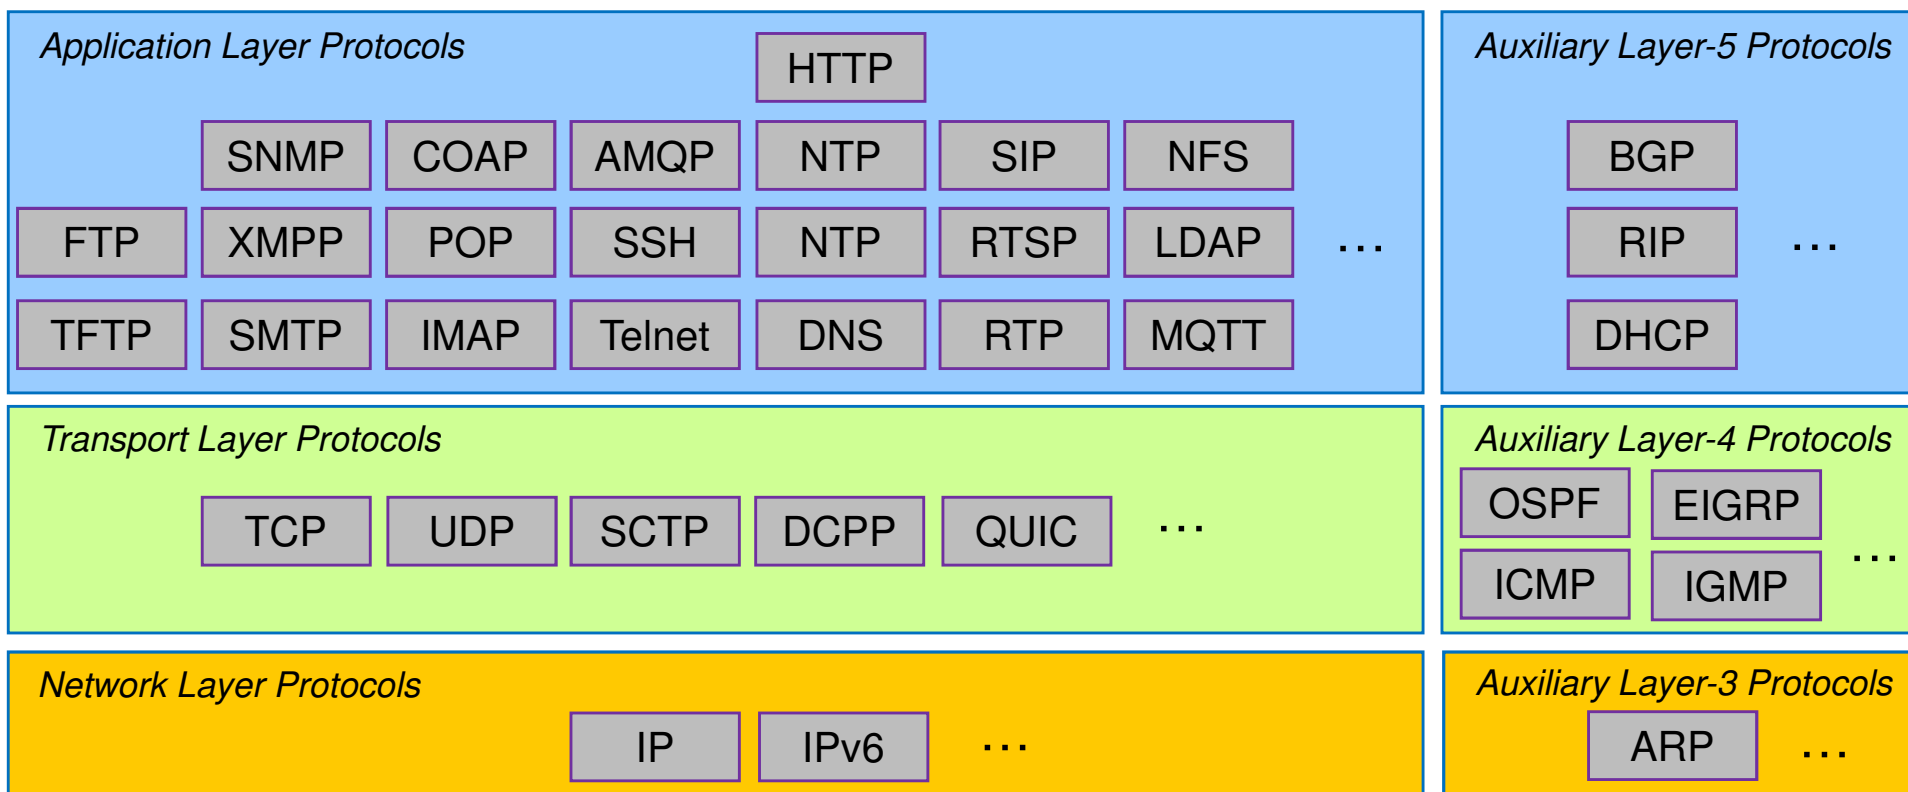 Application Layer Protocols
HTTP
SNMP COAP AMQP NTP SIP NFS
FTP XMPP POP SSH NTP RTSP LDAP ...
TFTP SMTP IMAP Telnet DNS RTP MQTT
Auxiliary Layer-5 Protocols
BGP
RIP ...
DHCP
Transport Layer Protocols
TCP UDP SCTP DCPP QUIC ...
Auxiliary Layer-4 Protocols
OSPF EIGRP
ICMP IGMP ...
Network Layer Protocols
IP IPv6 ...
Auxiliary Layer-3 Protocols
ARP ...